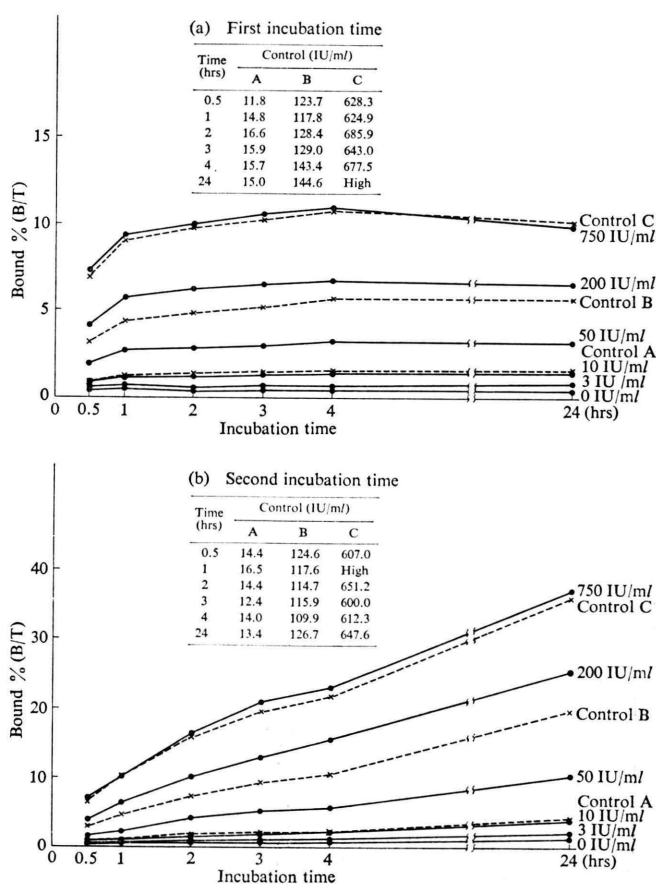 (a) First incubation time
Time (hrs) Control (IU/ml)
A B C
0.5 11.8 123.7 628.3
1 14.8 117.8 624.9
2 16.6 128.4 685.9
3 15.9 129.0 643.0
4 15.7 143.4 677.5
24 15.0 144.6 High
Bound % (B/T)
15
10
5
0
Control C
750 IU/ml
200 IU/ml
Control B
50 IU/ml
Control A
10 IU/ml
3 IU/ml
0 IU/ml
0 0.5 1 2 3 4 24 (hrs)
Incubation time
(b) Second incubation time
Time (hrs) Control (IU/ml)
A B C
0.5 14.4 124.6 607.0
1 16.5 117.6 High
2 14.4 114.7 651.2
3 12.4 115.9 600.0
4 14.0 109.9 612.3
24 13.4 126.7 647.6
Bound % (B/T)
40
30
20
10
0
750 IU/ml
Control C
200 IU/ml
Control B
50 IU/ml
Control A
10 IU/ml
3 IU/ml
0 IU/ml
0 0.5 1 2 3 4 24 (hrs)
Incubation time